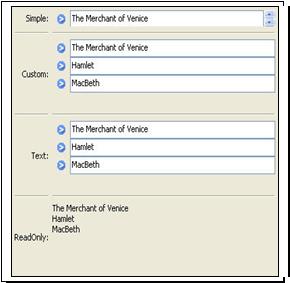 Simple: The Merchant of Venice
The Merchant of Venice
Custom: Hamlet
MacBeth
The Merchant of Venice
Text: Hamlet
MacBeth
The Merchant of Venice
Hamlet
MacBeth
ReadOnly: